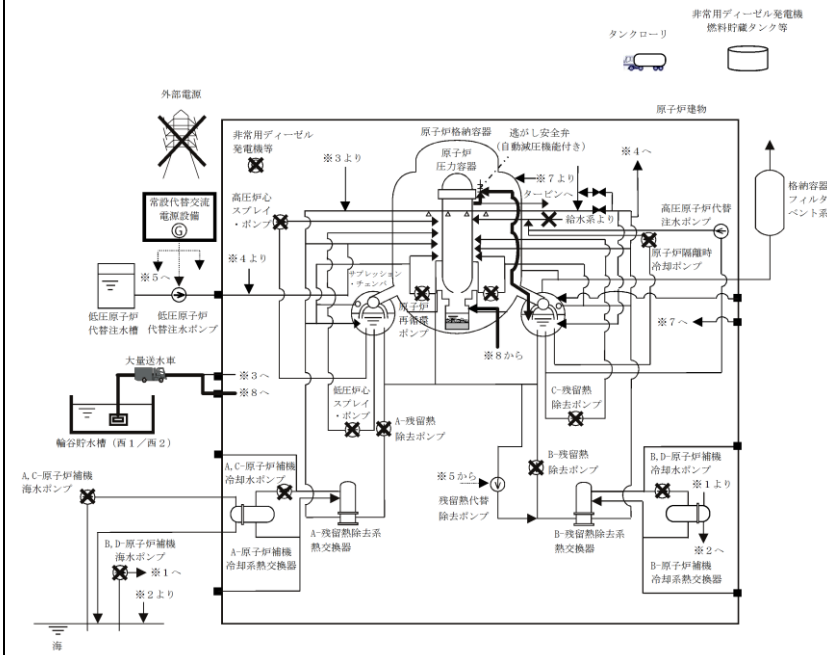 タンクローリ
非常用ディーゼル発電機
燃料貯蔵タンク等
外部電源
原子炉建物
非常用ディーゼル
発電機等
原子炉格納容器
原子炉
圧力容器
逃がし安全弁
(自動減圧機能付き)
※3より
※7より
※4へ
タービンへ
給水系より
格納容器
フィルタ
ベント系
常設代替交流
電源設備
G
高圧炉心
スプレイ
・ポンプ
高圧原子炉代替
注水ポンプ
原子炉隔離時
冷却ポンプ
※5へ
※4より
低圧原子炉
代替注水槽
低圧原子炉
代替注水ポンプ
サプレッション
・チェンバ
原子炉
再循環
ポンプ
※7へ
※8から
大量送水車
※3へ
※8へ
輪谷貯水槽(西1/西2)
低圧炉心
スプレイ
・ポンプ
A-残留熱
除去ポンプ
C-残留熱
除去ポンプ
B-残留熱
除去ポンプ
※5から
残留熱代替
除去ポンプ
A,C-原子炉補機
海水ポンプ
A,C-原子炉補機
冷却水ポンプ
B,D-原子炉補機
冷却水ポンプ
※1より
※2へ
A-原子炉補機
冷却系熱交換器
A-残留熱除去系
熱交換器
B-残留熱除去系
熱交換器
B-原子炉補機
冷却系熱交換器
B,D-原子炉補機
海水ポンプ
※1へ
※2より
海